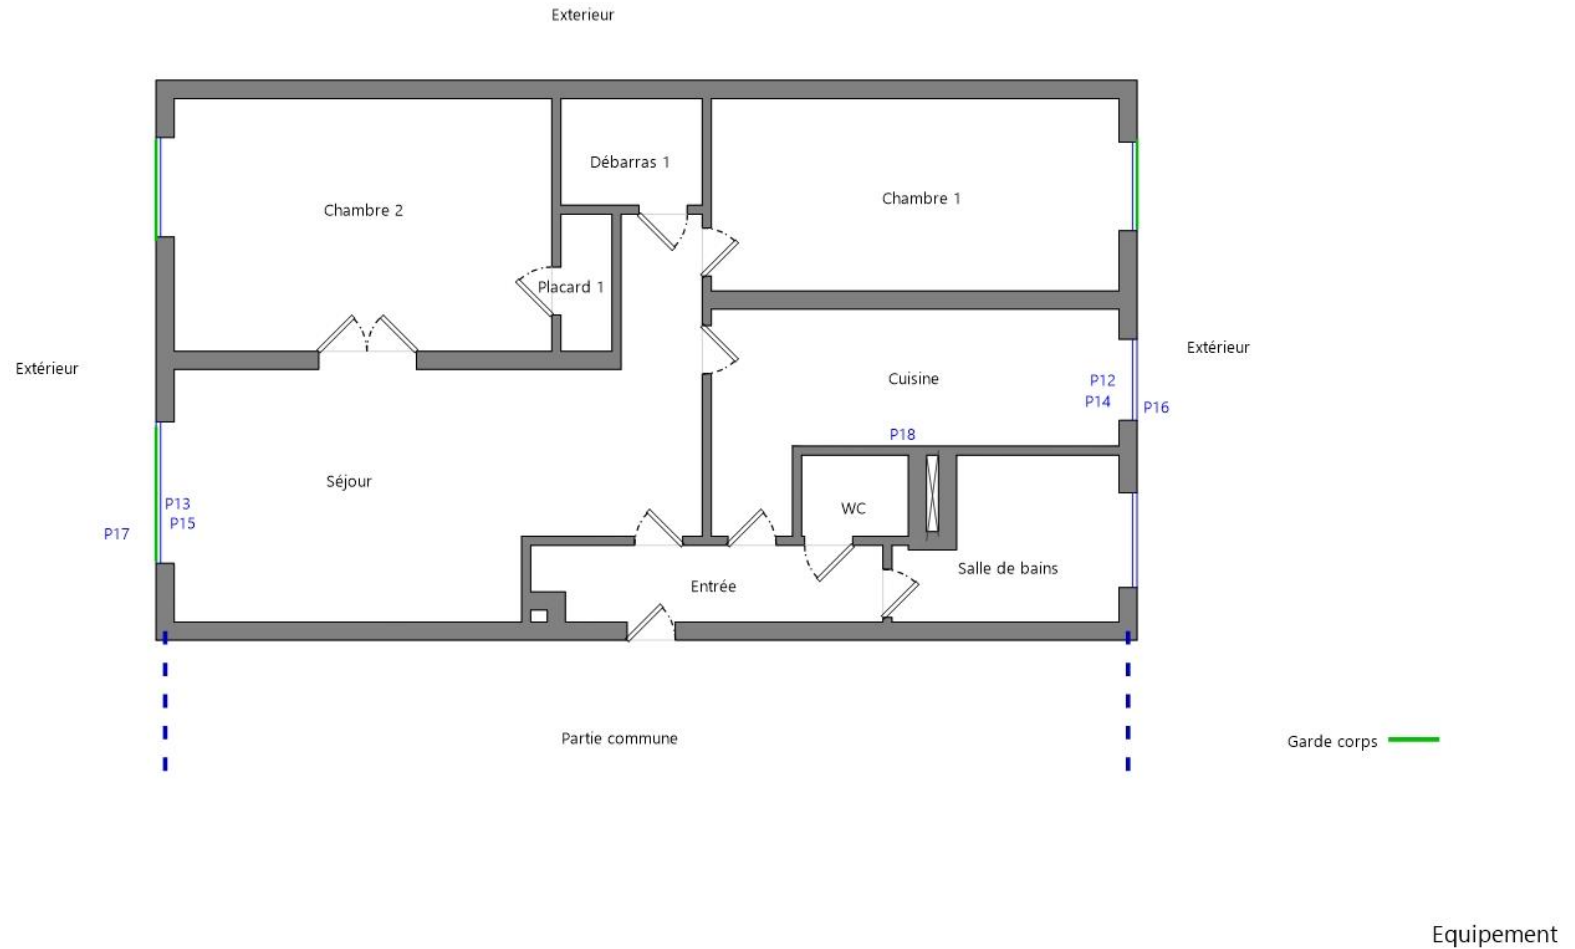 Exterieur
Débarras 1
Chambre 1
Chambre 2
Placard 1
Extérieur
Extérieur
Cuisine
P12
P14
P16
P18
Séjour
P13
P15
P17
WC
Salle de bains
Entrée
Partie commune
Garde corps
Equipement